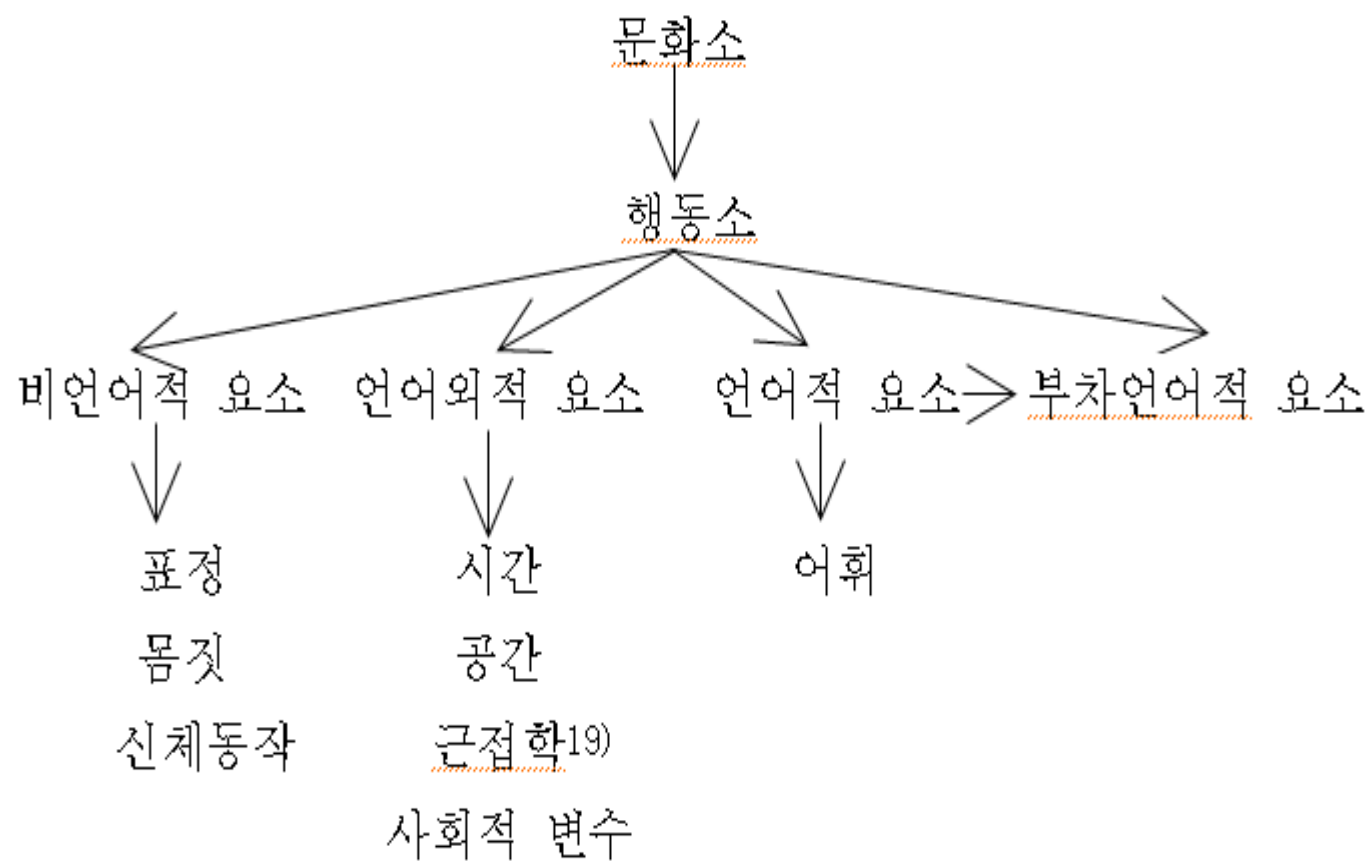 문화소
행동소
비언어적 요소 언어외적 요소 언어적 요소 부차언어적 요소
표정 시간 어휘
몸짓 공간
신체동작 근접학19)
사회적 변수